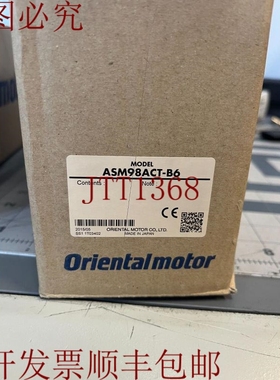 图必究
MODEL
ASM98ACT-B6
Contents
Note
JTT1368
CE
ORIENTAL MOTOR CO.,LTD.
MADE IN JAPAN
Orientalmotor
开发票顺丰包邮